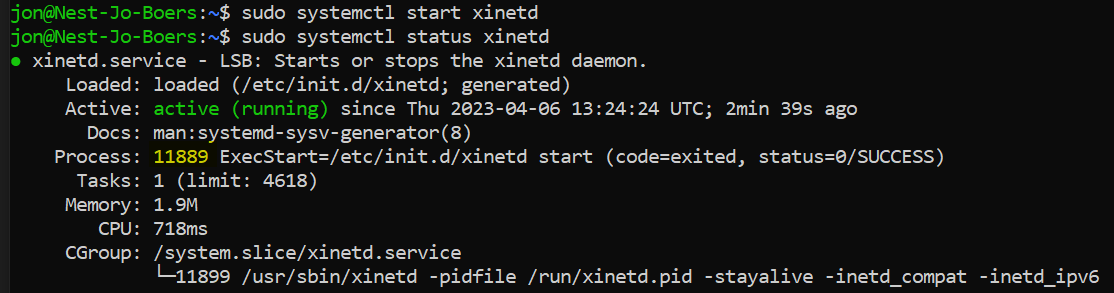 jon@Nest-Jo-Boers:~$ sudo systemctl start xinetd
jon@Nest-Jo-Boers:~$ sudo systemctl status xinetd
● xinetd.service - LSB: Starts or stops the xinetd daemon.
Loaded: loaded (/etc/init.d/xinetd; generated)
Active: active (running) since Thu 2023-04-06 13:24:24 UTC; 2min 39s ago
Docs: man:systemd-sysv-generator(8)
Process: 11889 ExecStart=/etc/init.d/xinetd start (code=exited, status=0/SUCCESS)
Tasks: 1 (limit: 4618)
Memory: 1.9M
CPU: 718ms
CGroup: /system.slice/xinetd.service
└─11899 /usr/sbin/xinetd -pidfile /run/xinetd.pid -stayalive -inetd_compat -inetd_ipv6